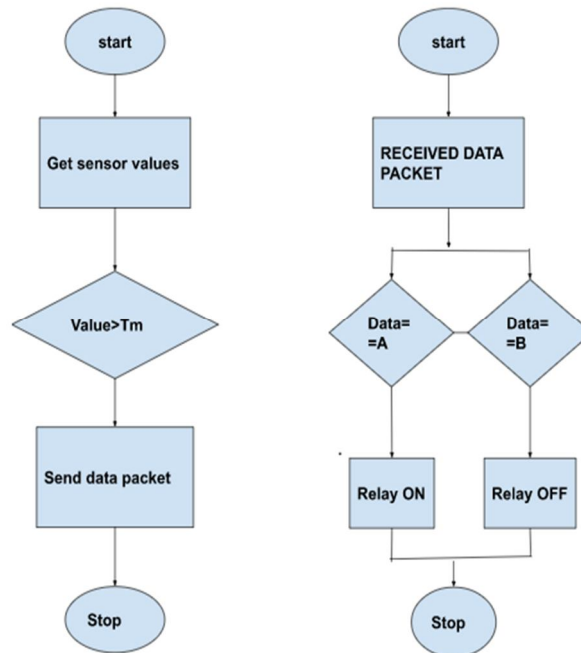 start
Get sensor values
Value>Tm
Send data packet
Stop
start
RECEIVED DATA
PACKET
Data=
=A
Data=
=B
Relay ON
Relay OFF
Stop